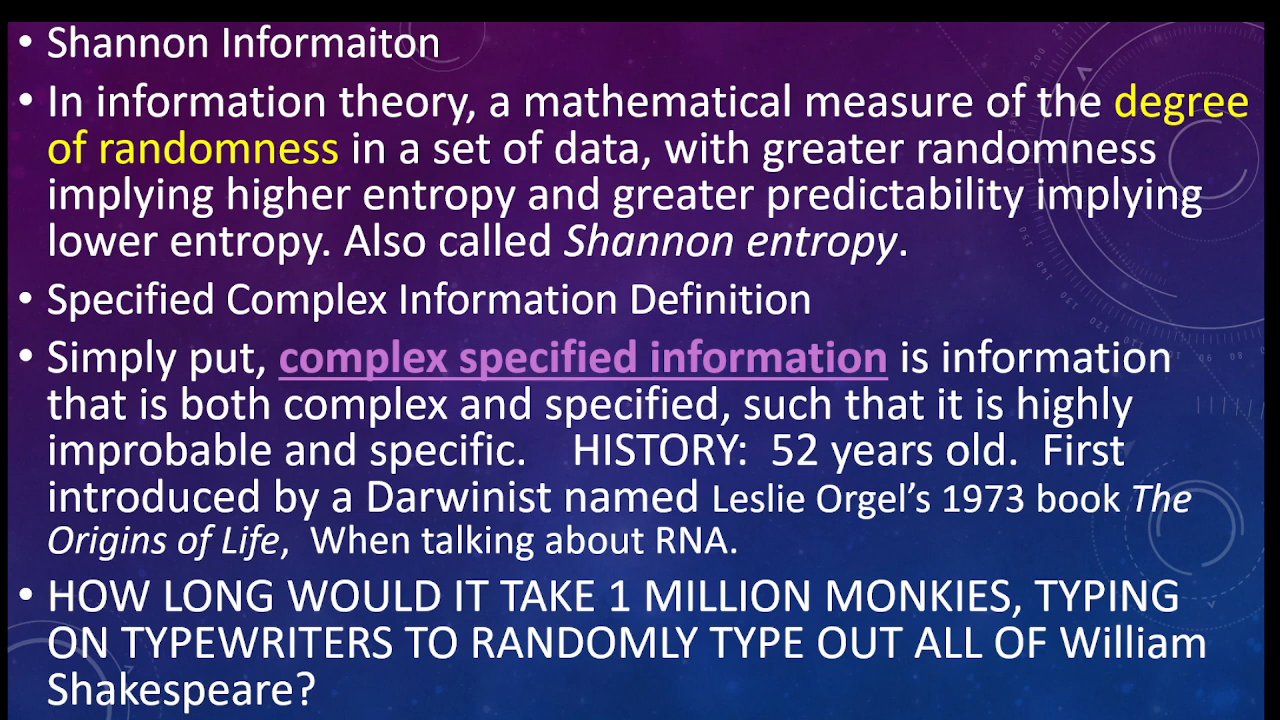 • Shannon Informaiton
• In information theory, a mathematical measure of the degree
of randomness in a set of data, with greater randomness
implying higher entropy and greater predictability implying
lower entropy. Also called Shannon entropy.
• Specified Complex Information Definition
• Simply put, complex specified information is information
that is both complex and specified, such that it is highly
improbable and specific. HISTORY: 52 years old. First
introduced by a Darwinist named Leslie Orgel’s 1973 book The
Origins of Life, When talking about RNA.
• HOW LONG WOULD IT TAKE 1 MILLION MONKIES, TYPING
ON TYPEWRITERS TO RANDOMLY TYPE OUT ALL OF William
Shakespeare?